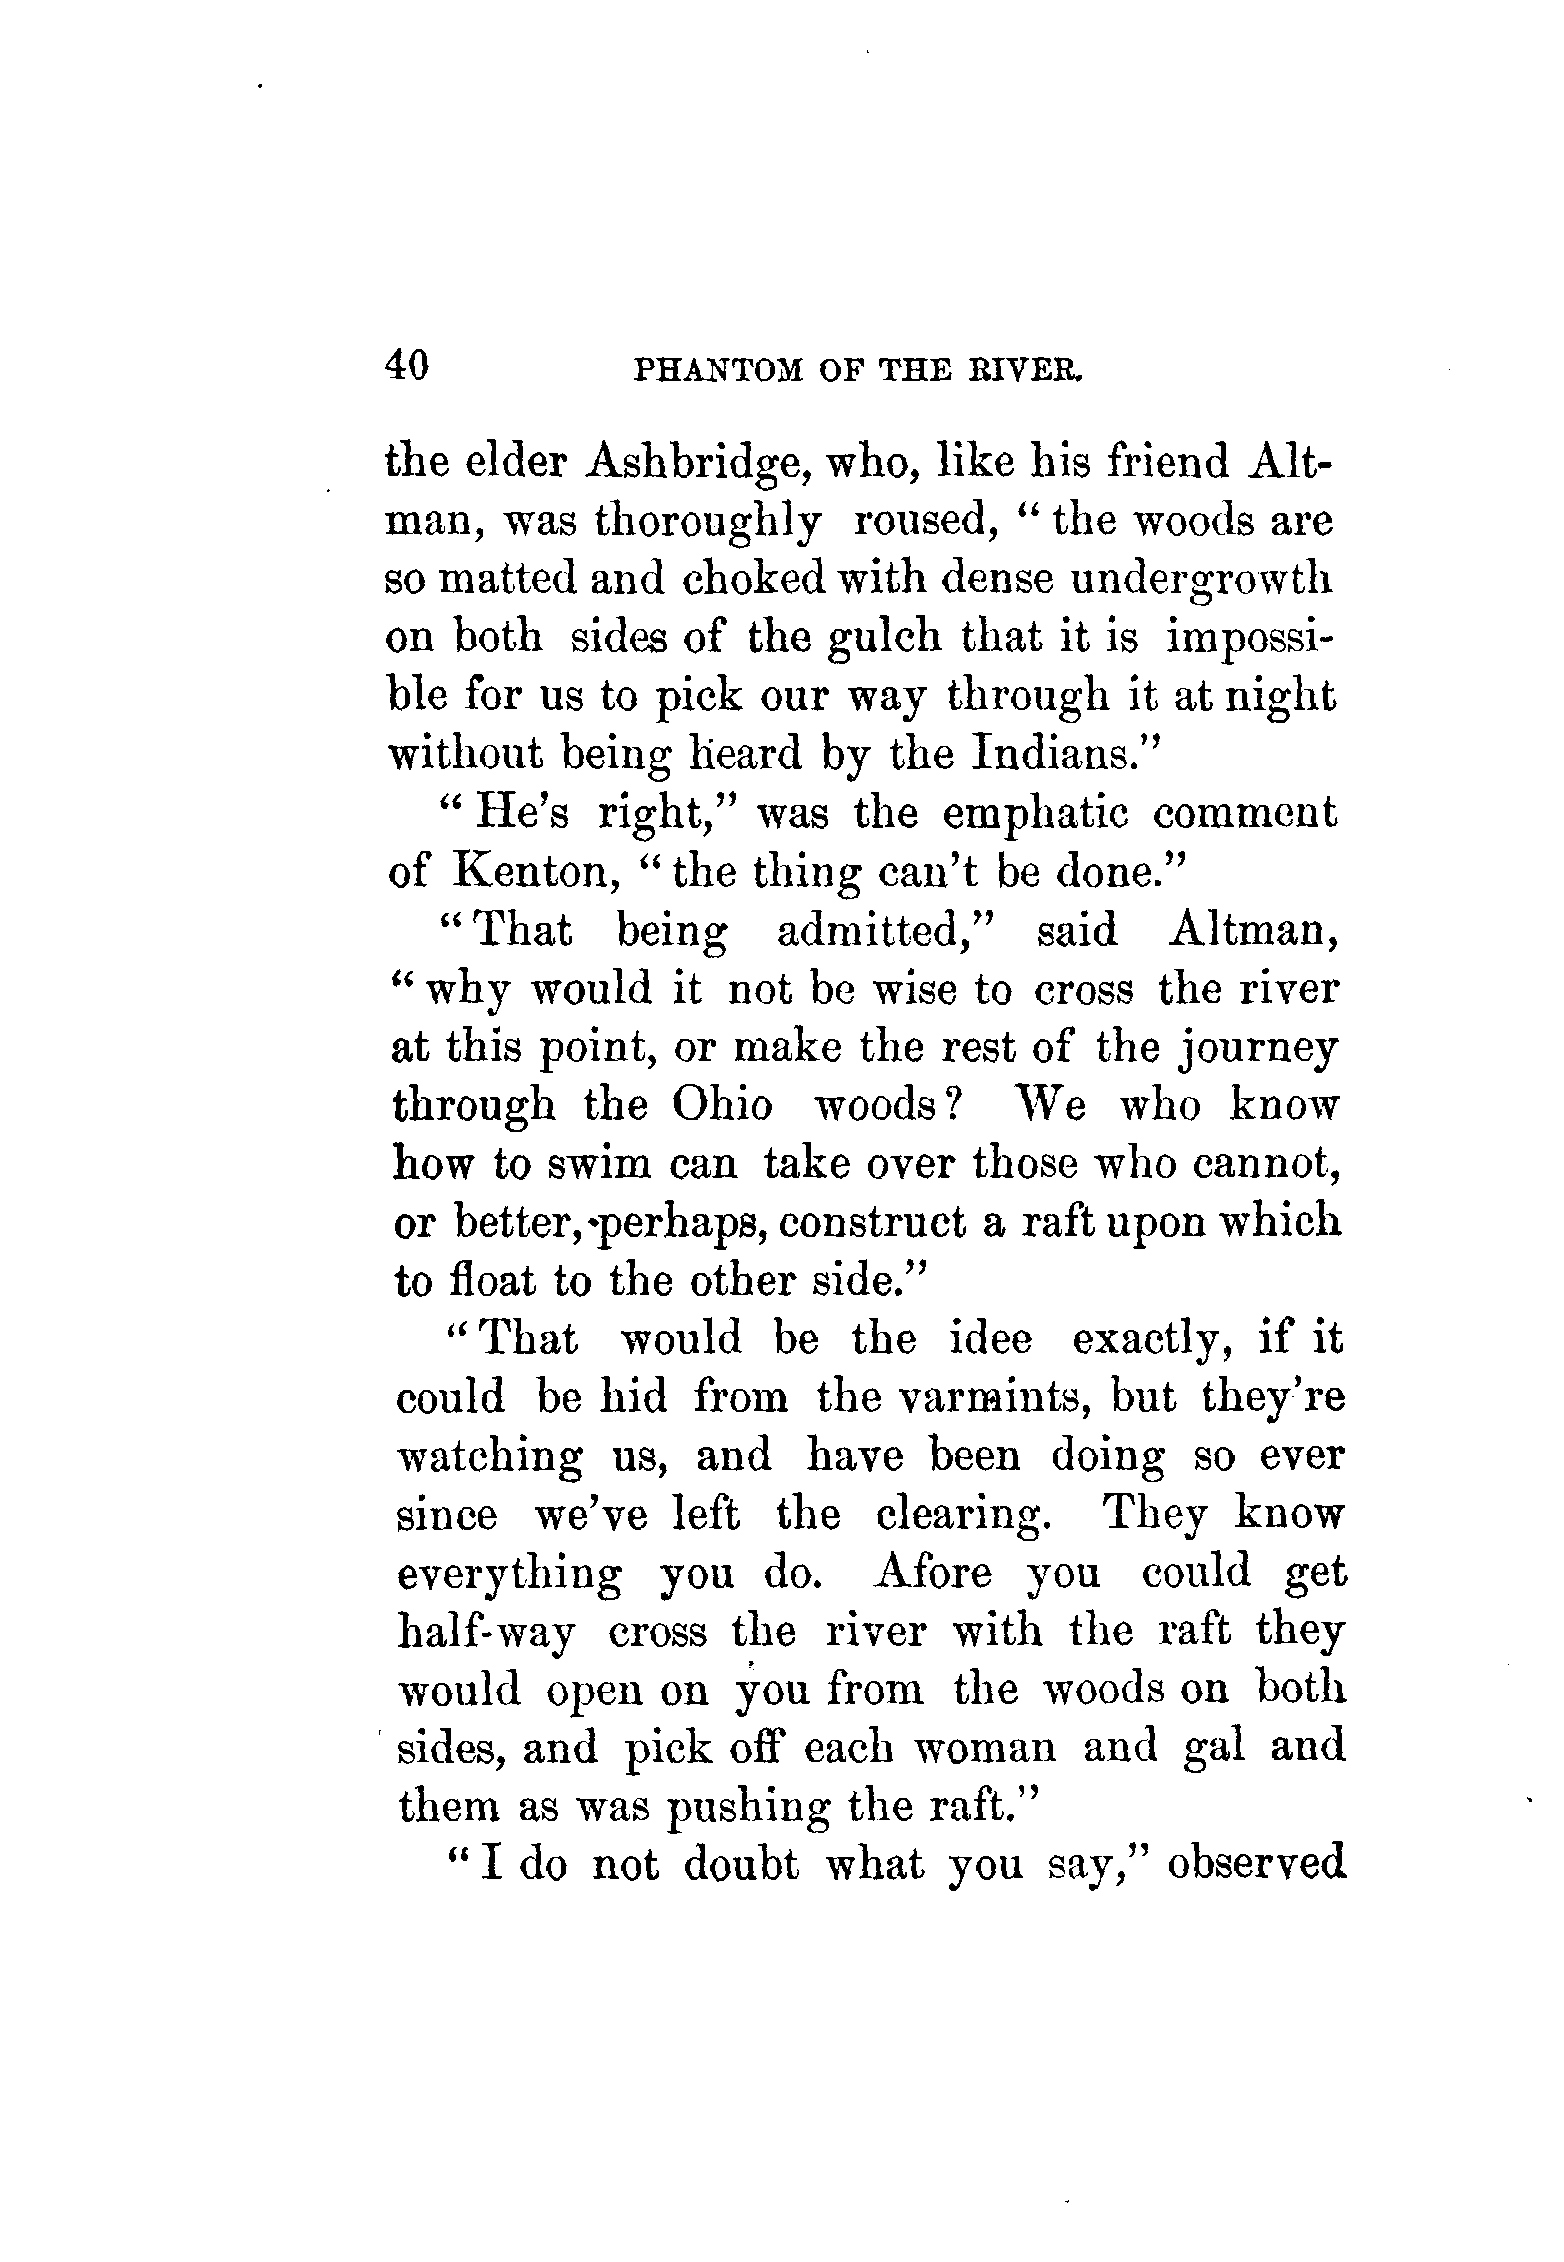 40 PHANTOM OF THE RIVER.
the elder Ashbridge, who, like his friend Alt-
man, was thoroughly roused, " the woods are
so matted and choked with dense undergrowth
on both sides of the gulch that it is impossi-
ble for us to pick our way through it at night
without being heard by the Indians."
" He's right," was the emphatic comment
of Kenton, " the thing can't be done."
" That being admitted," said Altman,
" why would it not be wise to cross the river
at this point, or make the rest of the journey
through the Ohio woods? We who know
how to swim can take over those who cannot,
or better, perhaps, construct a raft upon which
to float to the other side."
" That would be the idee exactly, if it
could be hid from the varmints, but they're
watching us, and have been doing so ever
since we've left the clearing. They know
everything you do. Afore you could get
half-way cross the river with the raft they
would open on you from the woods on both
sides, and pick off each woman and gal and
them as was pushing the raft."
" I do not doubt what you say," observed